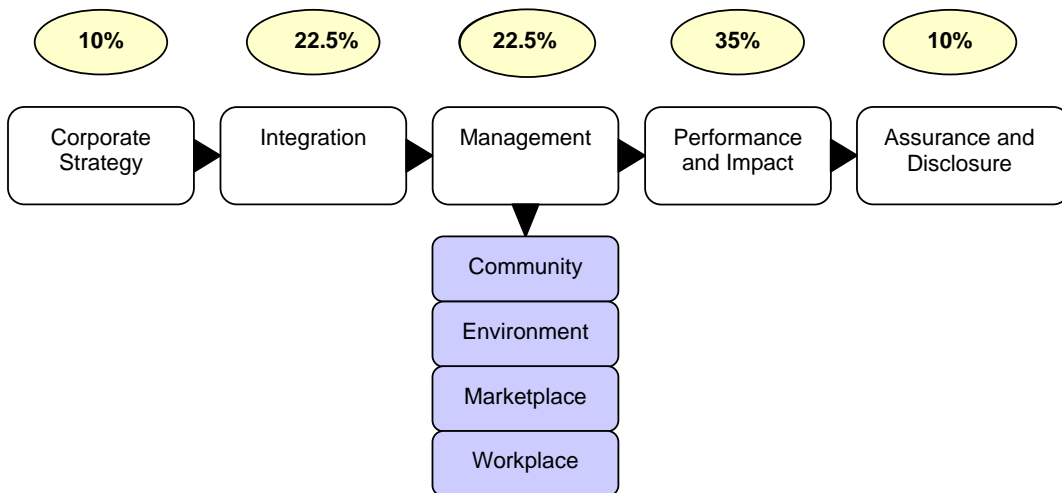 10%
22.5%
22.5%
35%
10%
Corporate
Strategy
Integration
Management
Performance
and Impact
Assurance and
Disclosure
Community
Environment
Marketplace
Workplace